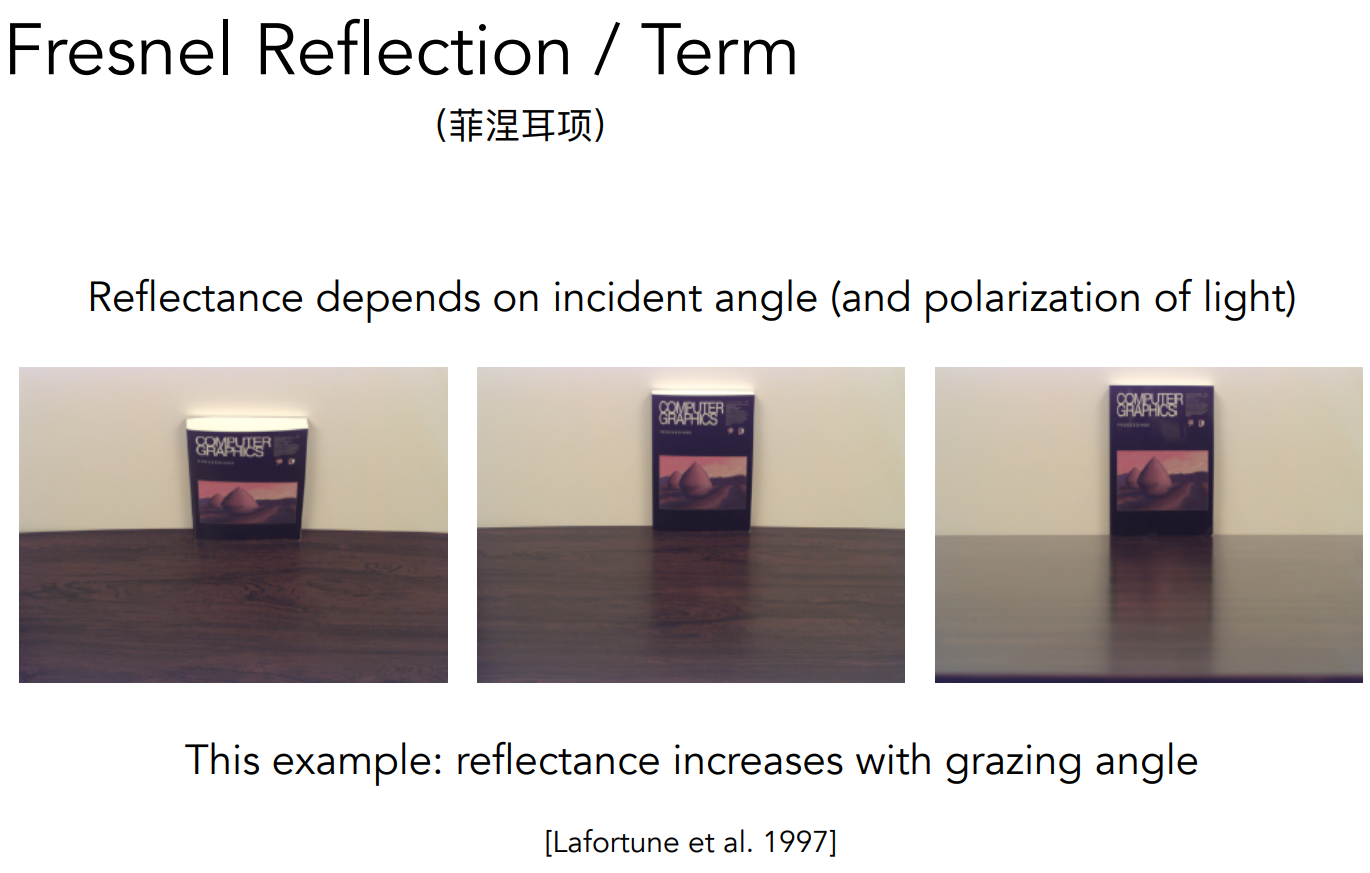 Fresnel Reflection / Term
(菲涅耳项)
Reflectance depends on incident angle (and polarization of light)
COMPUTER
GRAPHICS
COMPUTER
GRAPHICS
COMPUTER
GRAPHICS
This example: reflectance increases with grazing angle
[Lafortune et al. 1997]